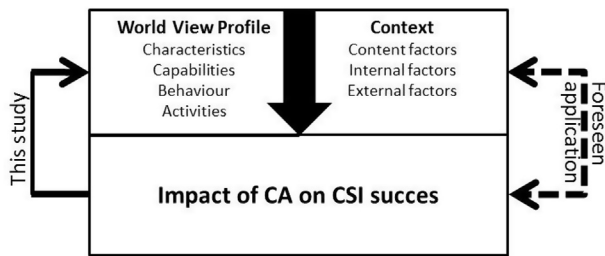 World View Profile
Characteristics
Capabilities
Behaviour
Activities
Context
Content factors
Internal factors
External factors
This study
Foreseen
application
Impact of CA on CSI succes